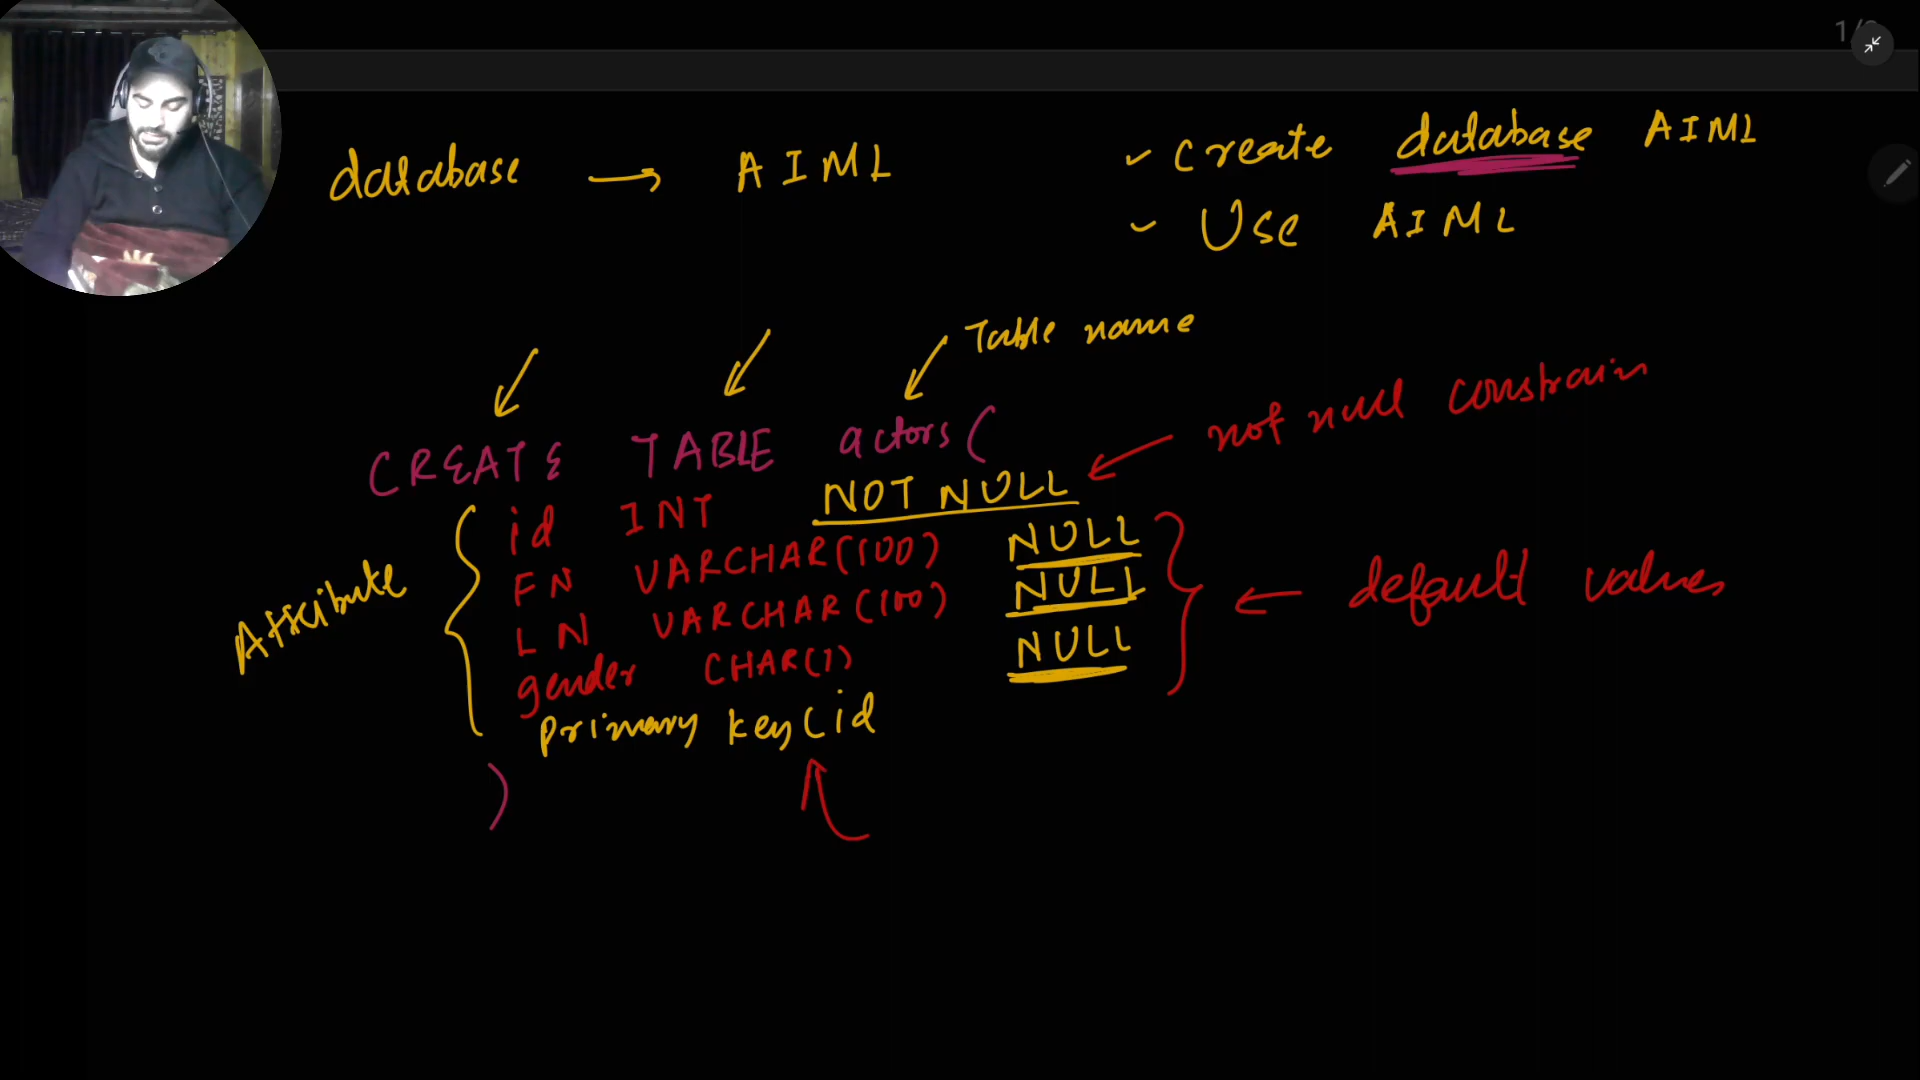 1/
database → AIML
✓ Create database AIML
✓ Use AIML
Table name
not null constrain
CREATE TABLE actors(
id INT NOT NULL
FN VARCHAR(100) NULL
LN VARCHAR(100) NULL
gender CHAR(1) NULL
primary key(id
)
Attribute
← default values